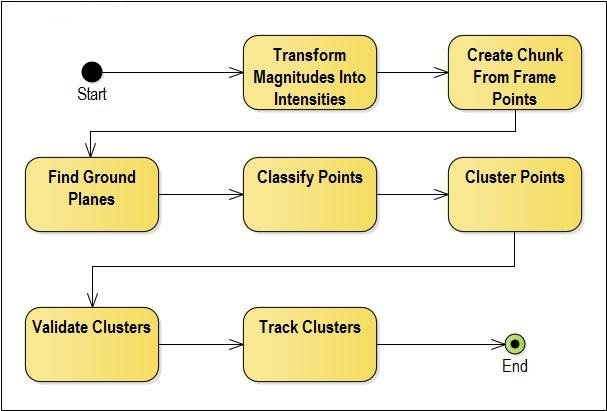 Start
Transform
Magnitudes Into
Intensities
Create Chunk
From Frame
Points
Find Ground
Planes
Classify Points
Cluster Points
Validate Clusters
Track Clusters
End